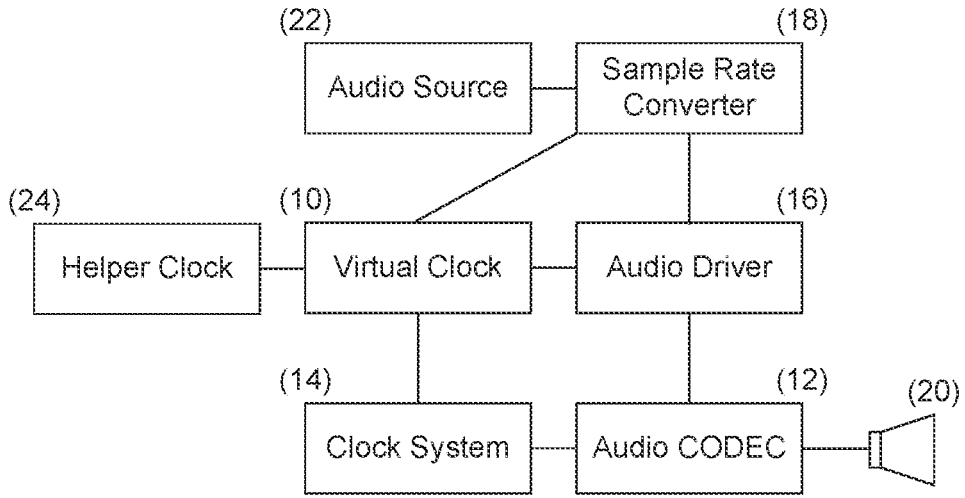 (22)
(18)
Audio Source
Sample Rate
Converter
(24)
(10)
(16)
Helper Clock
Virtual Clock
Audio Driver
(14)
(12)
(20)
Clock System
Audio CODEC